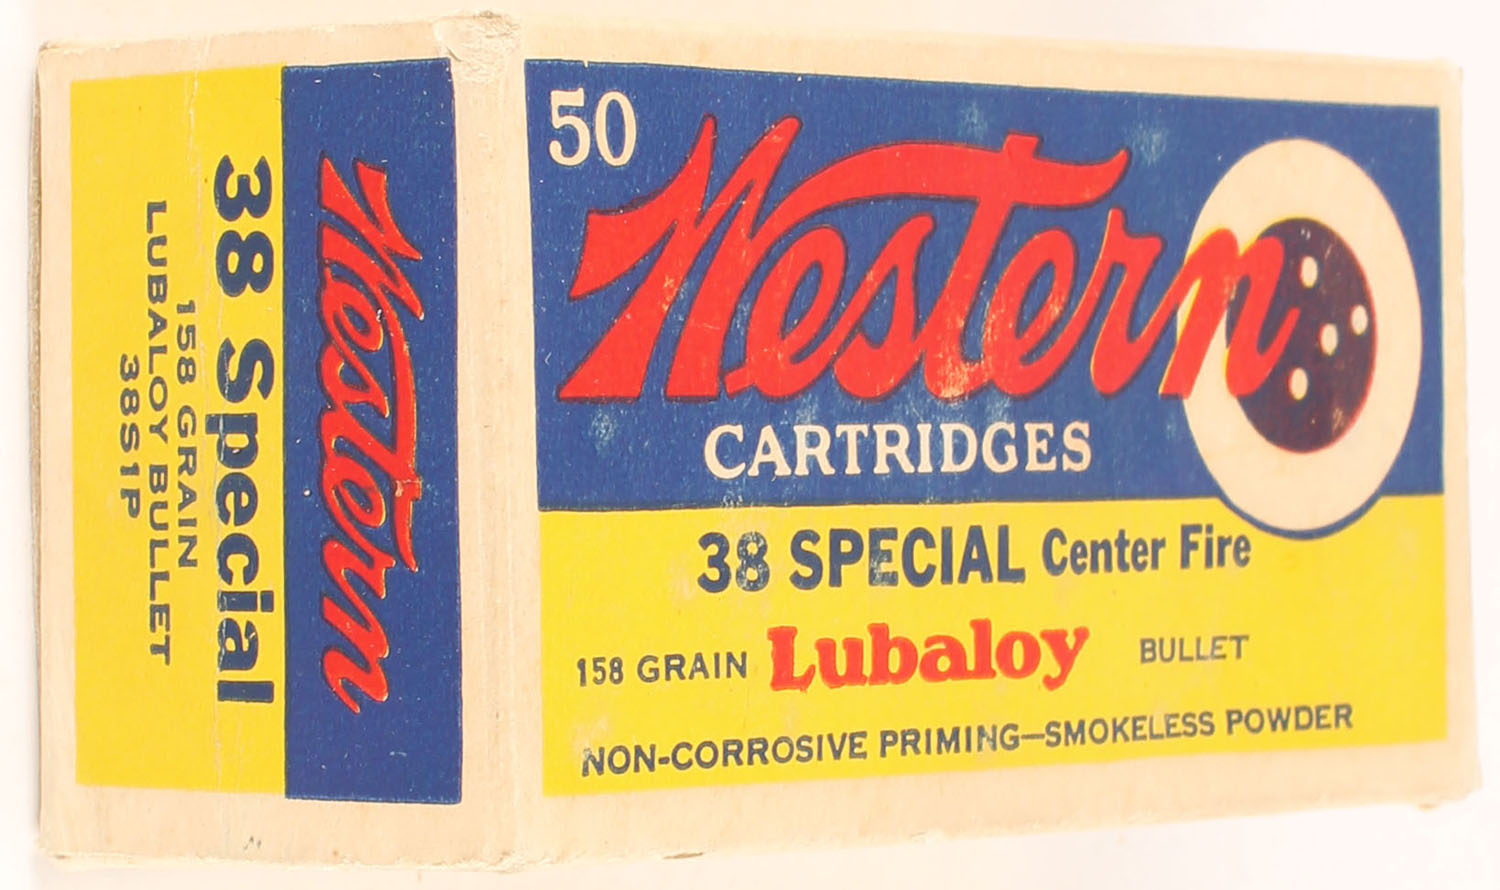 50
Western
CARTRIDGES
38 SPECIAL Center Fire
158 GRAIN Lubaloy BULLET
NON-CORROSIVE PRIMING—SMOKELESS POWDER
Western
38 Special
158 GRAIN
LUBALOY BULLET
38S1P